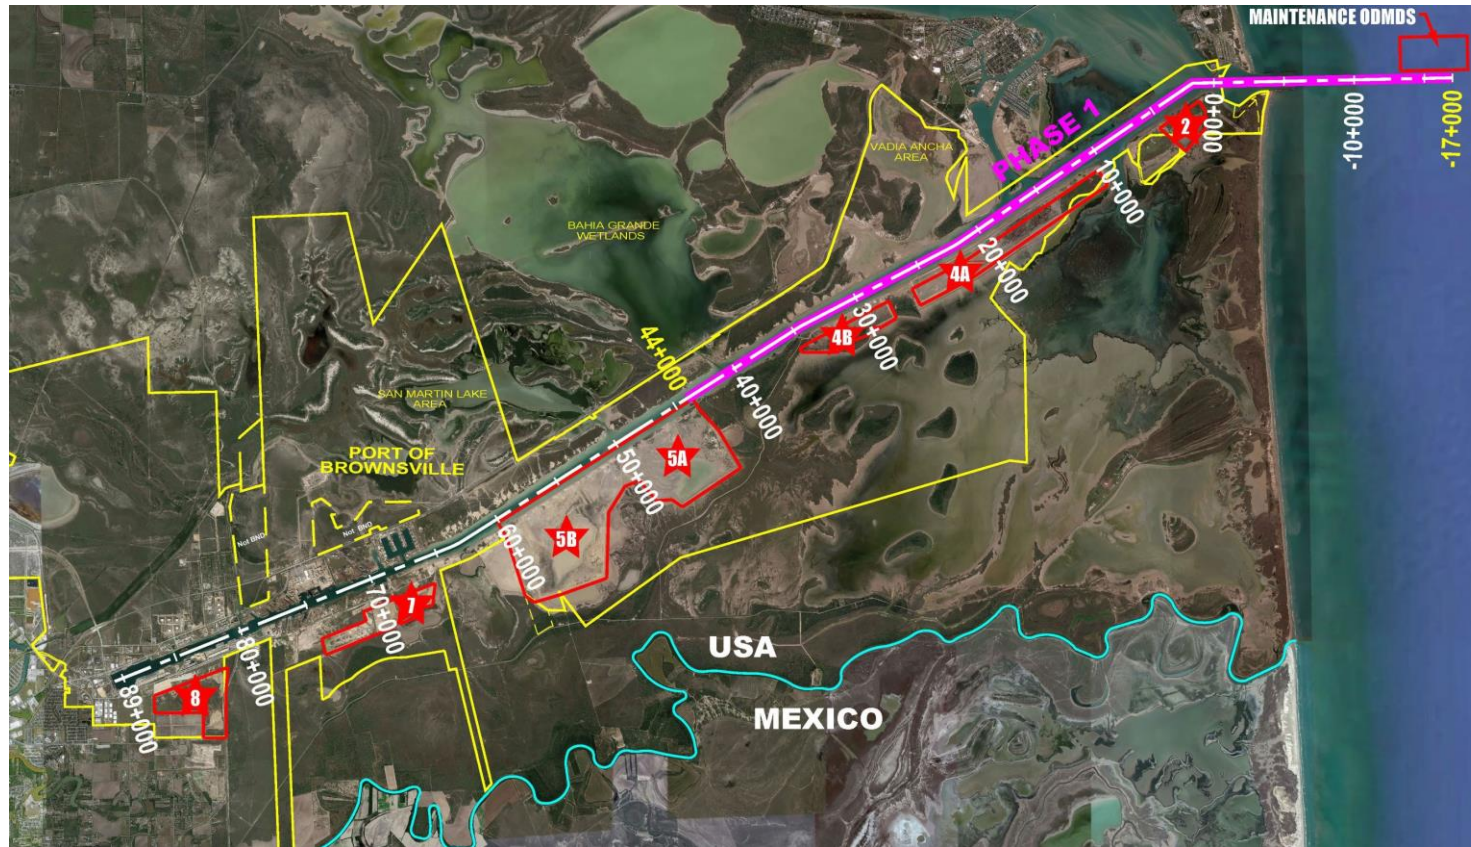 MAINTENANCE ODMDS
0+000
-10+000
-17+000
2
PHASE 1
VADIA ANCHA
AREA
10+000
BAHIA GRANDE
WETLANDS
20+000
4A
30+000
4B
44+000
40+000
SAN MARTIN LAKE
AREA
PORT OF
BROWNSVILLE
5A
50+000
Not BND
Not BND
5B
60+000
7
70+000
USA
80+000
8
89+000
MEXICO